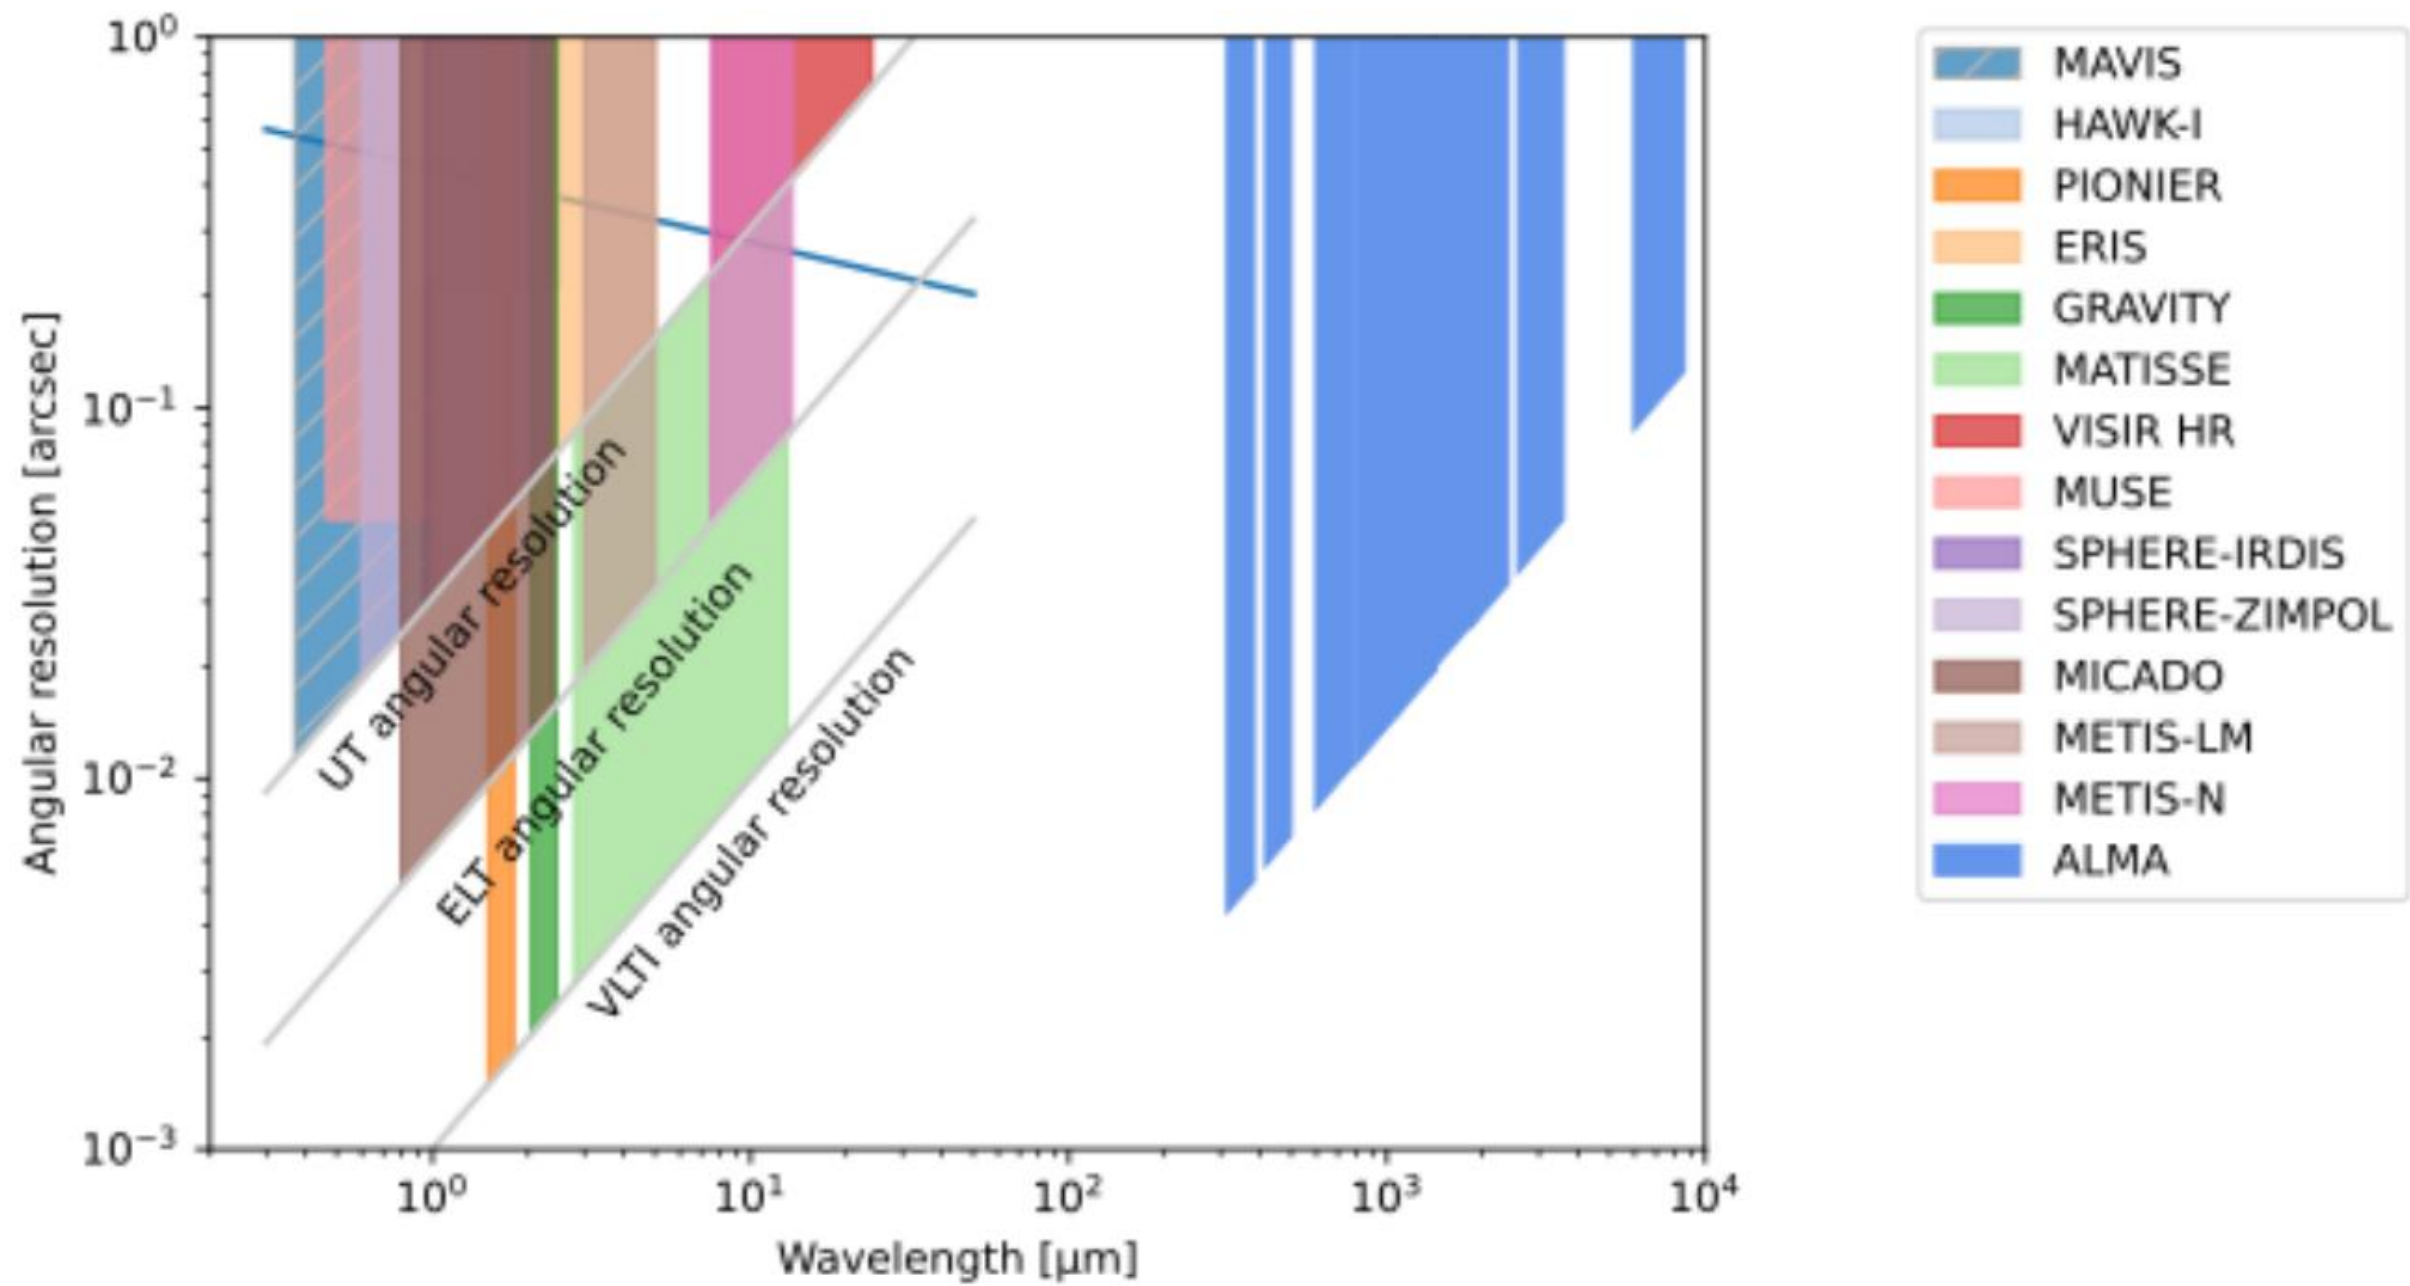 10⁰
10⁻¹
10⁻²
10⁻³
Angular resolution [arcsec]
UT angular resolution
ELT angular resolution
VLTI angular resolution
10⁰ 10¹ 10² 10³ 10⁴
Wavelength [μm]
MAVIS
HAWK-I
PIONIER
ERIS
GRAVITY
MATISSE
VISIR HR
MUSE
SPHERE-IRDIS
SPHERE-ZIMPOL
MICADO
METIS-LM
METIS-N
ALMA